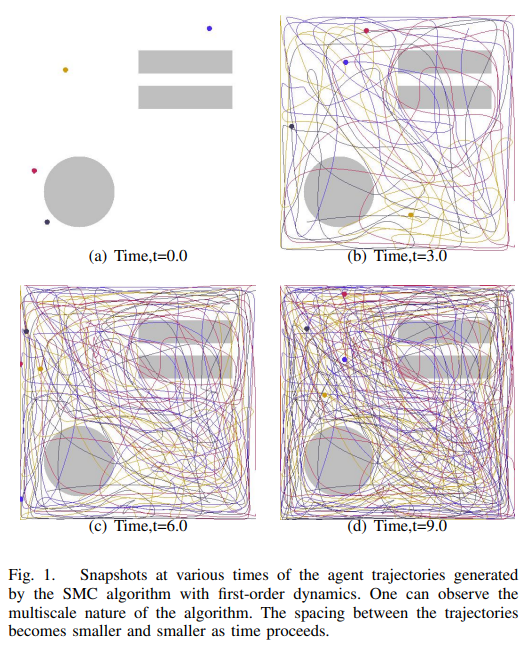 (a) Time,t=0.0
(b) Time,t=3.0
(c) Time,t=6.0
(d) Time,t=9.0
Fig. 1. Snapshots at various times of the agent trajectories generated
by the SMC algorithm with first-order dynamics. One can observe the
multiscale nature of the algorithm. The spacing between the trajectories
becomes smaller and smaller as time proceeds.